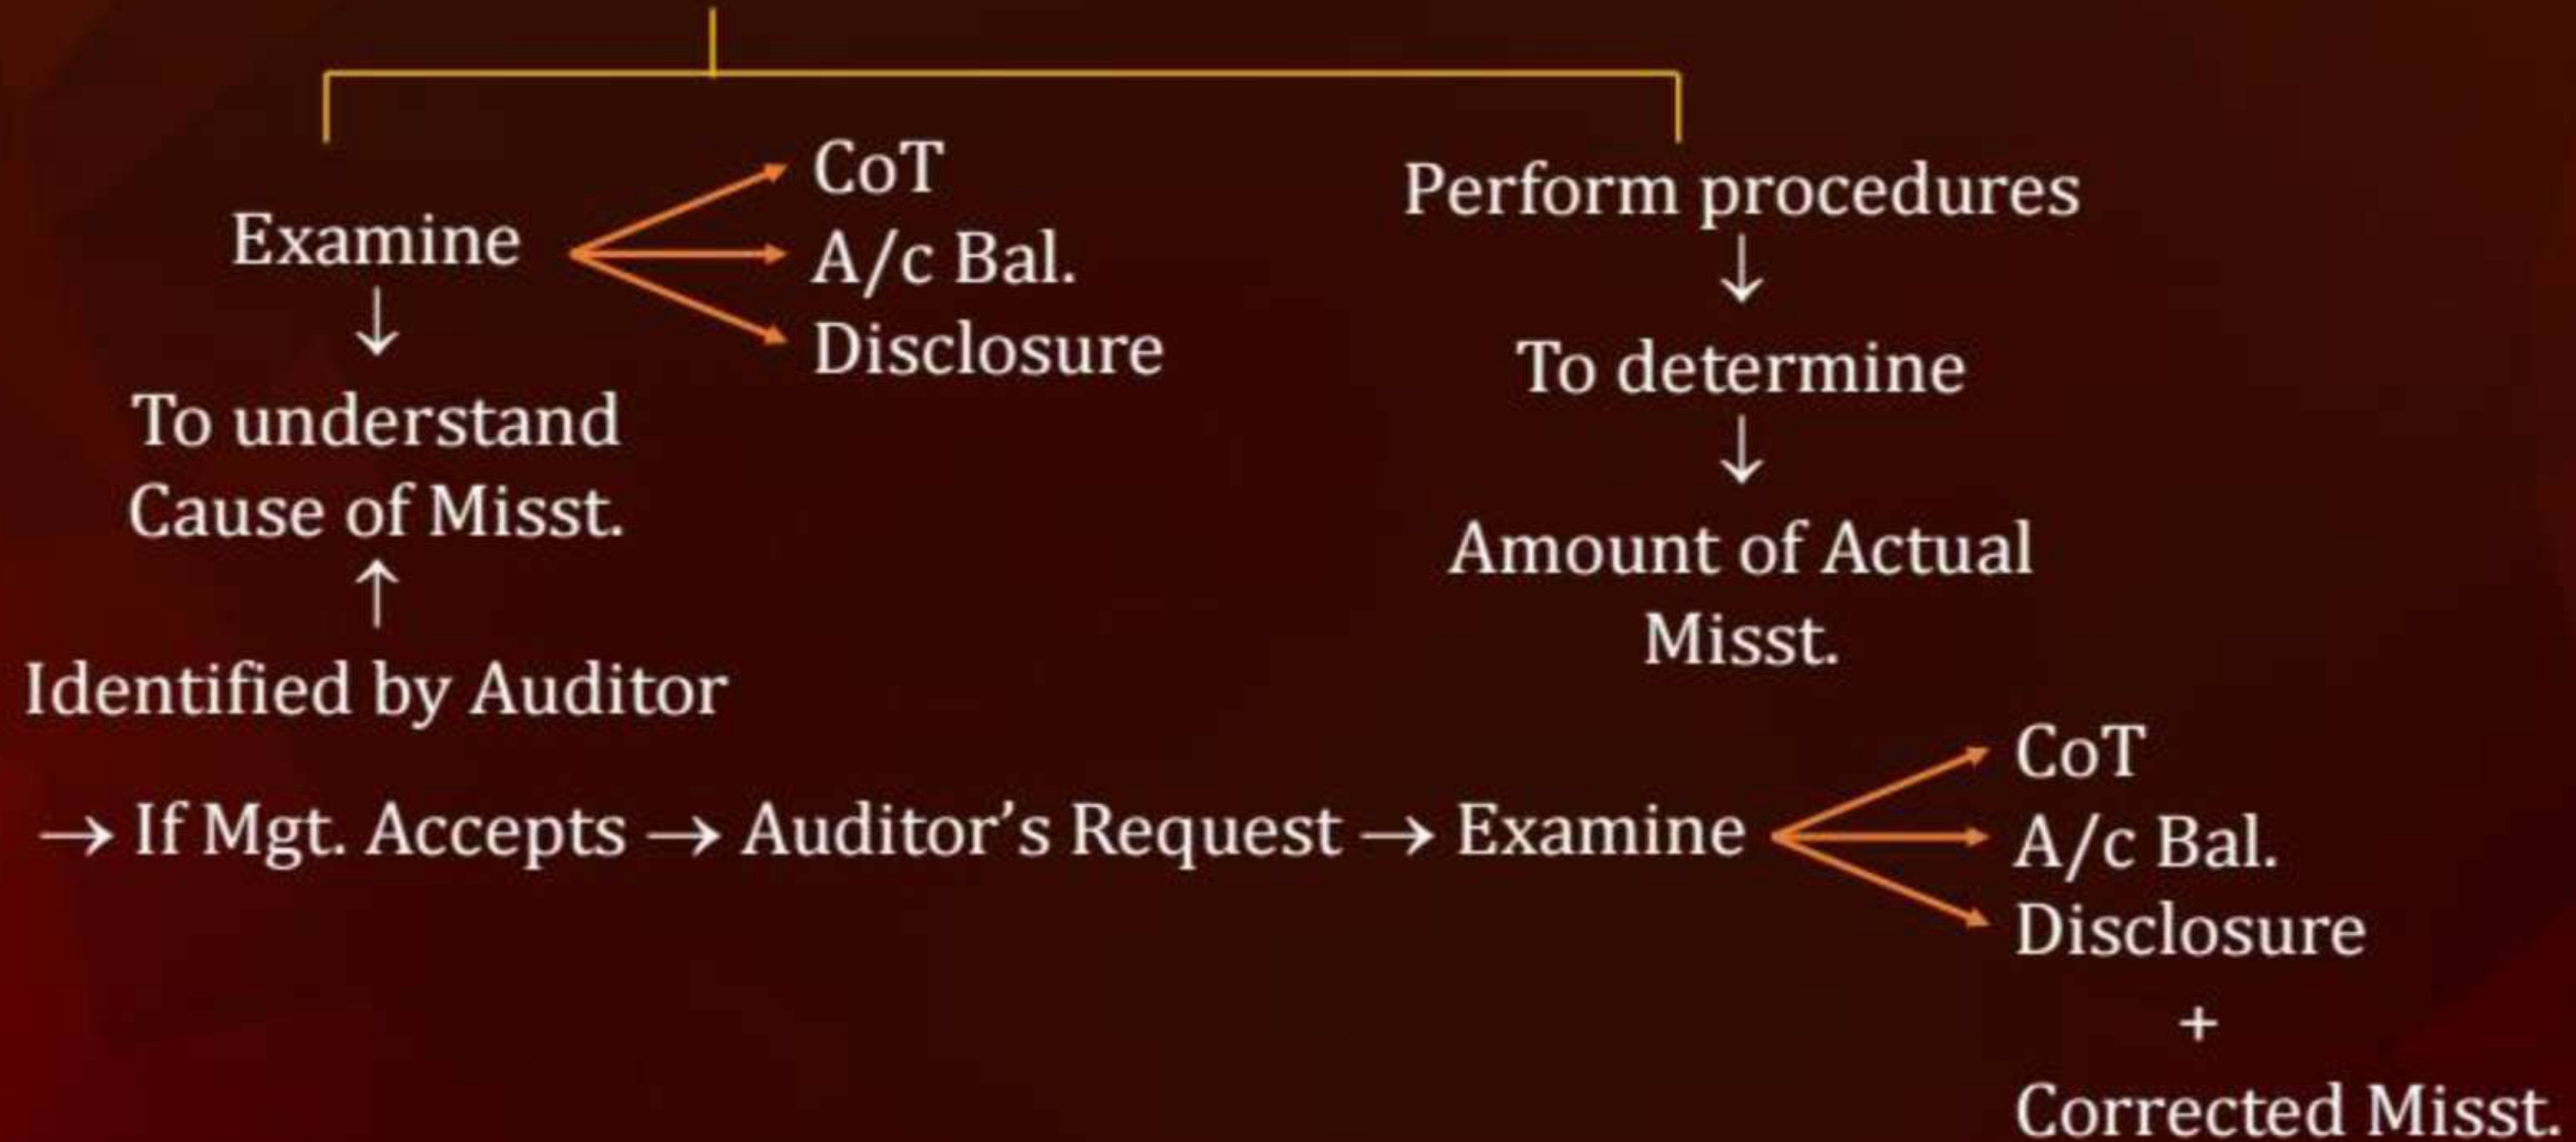 Examine
CoT
A/c Bal.
Disclosure
To understand
Cause of Misst.
↑
Identified by Auditor
Perform procedures
↓
To determine
↓
Amount of Actual
Misst.
→ If Mgt. Accepts → Auditor’s Request → Examine
CoT
A/c Bal.
Disclosure
+
Corrected Misst.